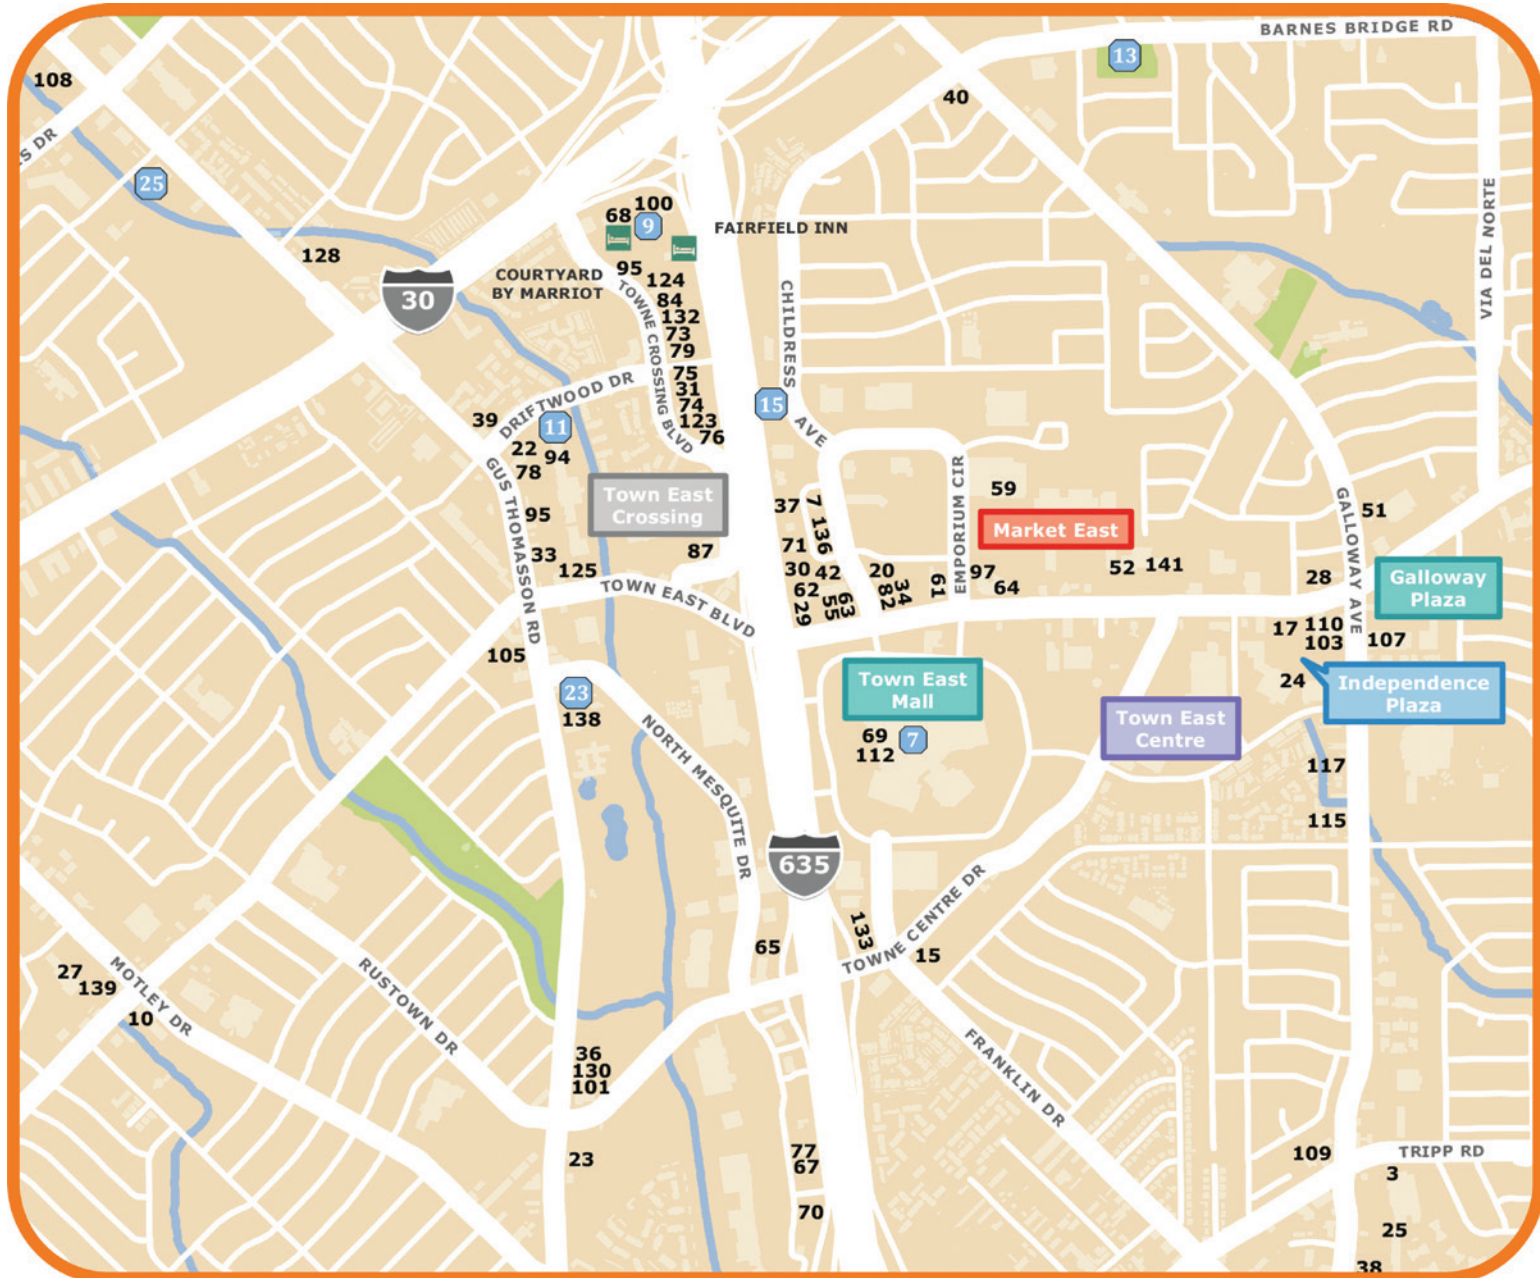 BARNES BRIDGE RD
13
108
40
S DR
25
VIA DEL NORTE
100
68
9
FAIRFIELD INN
128
95
124
COURTYARD
BY MARRIOT
30
84
132
73
79
TOWNE CROSSING BLVD
CHILDRESS AVE
75
31
74
123
76
DRIFTWOOD DR
39
11
15
22
94
78
GUS THOMASSON RD
Town East
Crossing
95
33
125
87
TOWN EAST BLVD
105
37
7
136
71
30
42
62
29
55
63
20
34
82
61
EMPORIUM CIR
59
Market East
97
64
52
141
51
GALLOWAY AVE
28
Galloway
Plaza
17
110
103
107
24
Independence
Plaza
Town East
Mall
69
7
112
Town East
Centre
23
138
NORTH MESQUITE DR
117
115
635
133
TOWNE CENTRE DR
65
15
27
139
MOTLEY DR
10
RUSTOWN DR
36
130
101
FRANKLIN DR
23
77
67
70
109
TRIPP RD
3
25
38